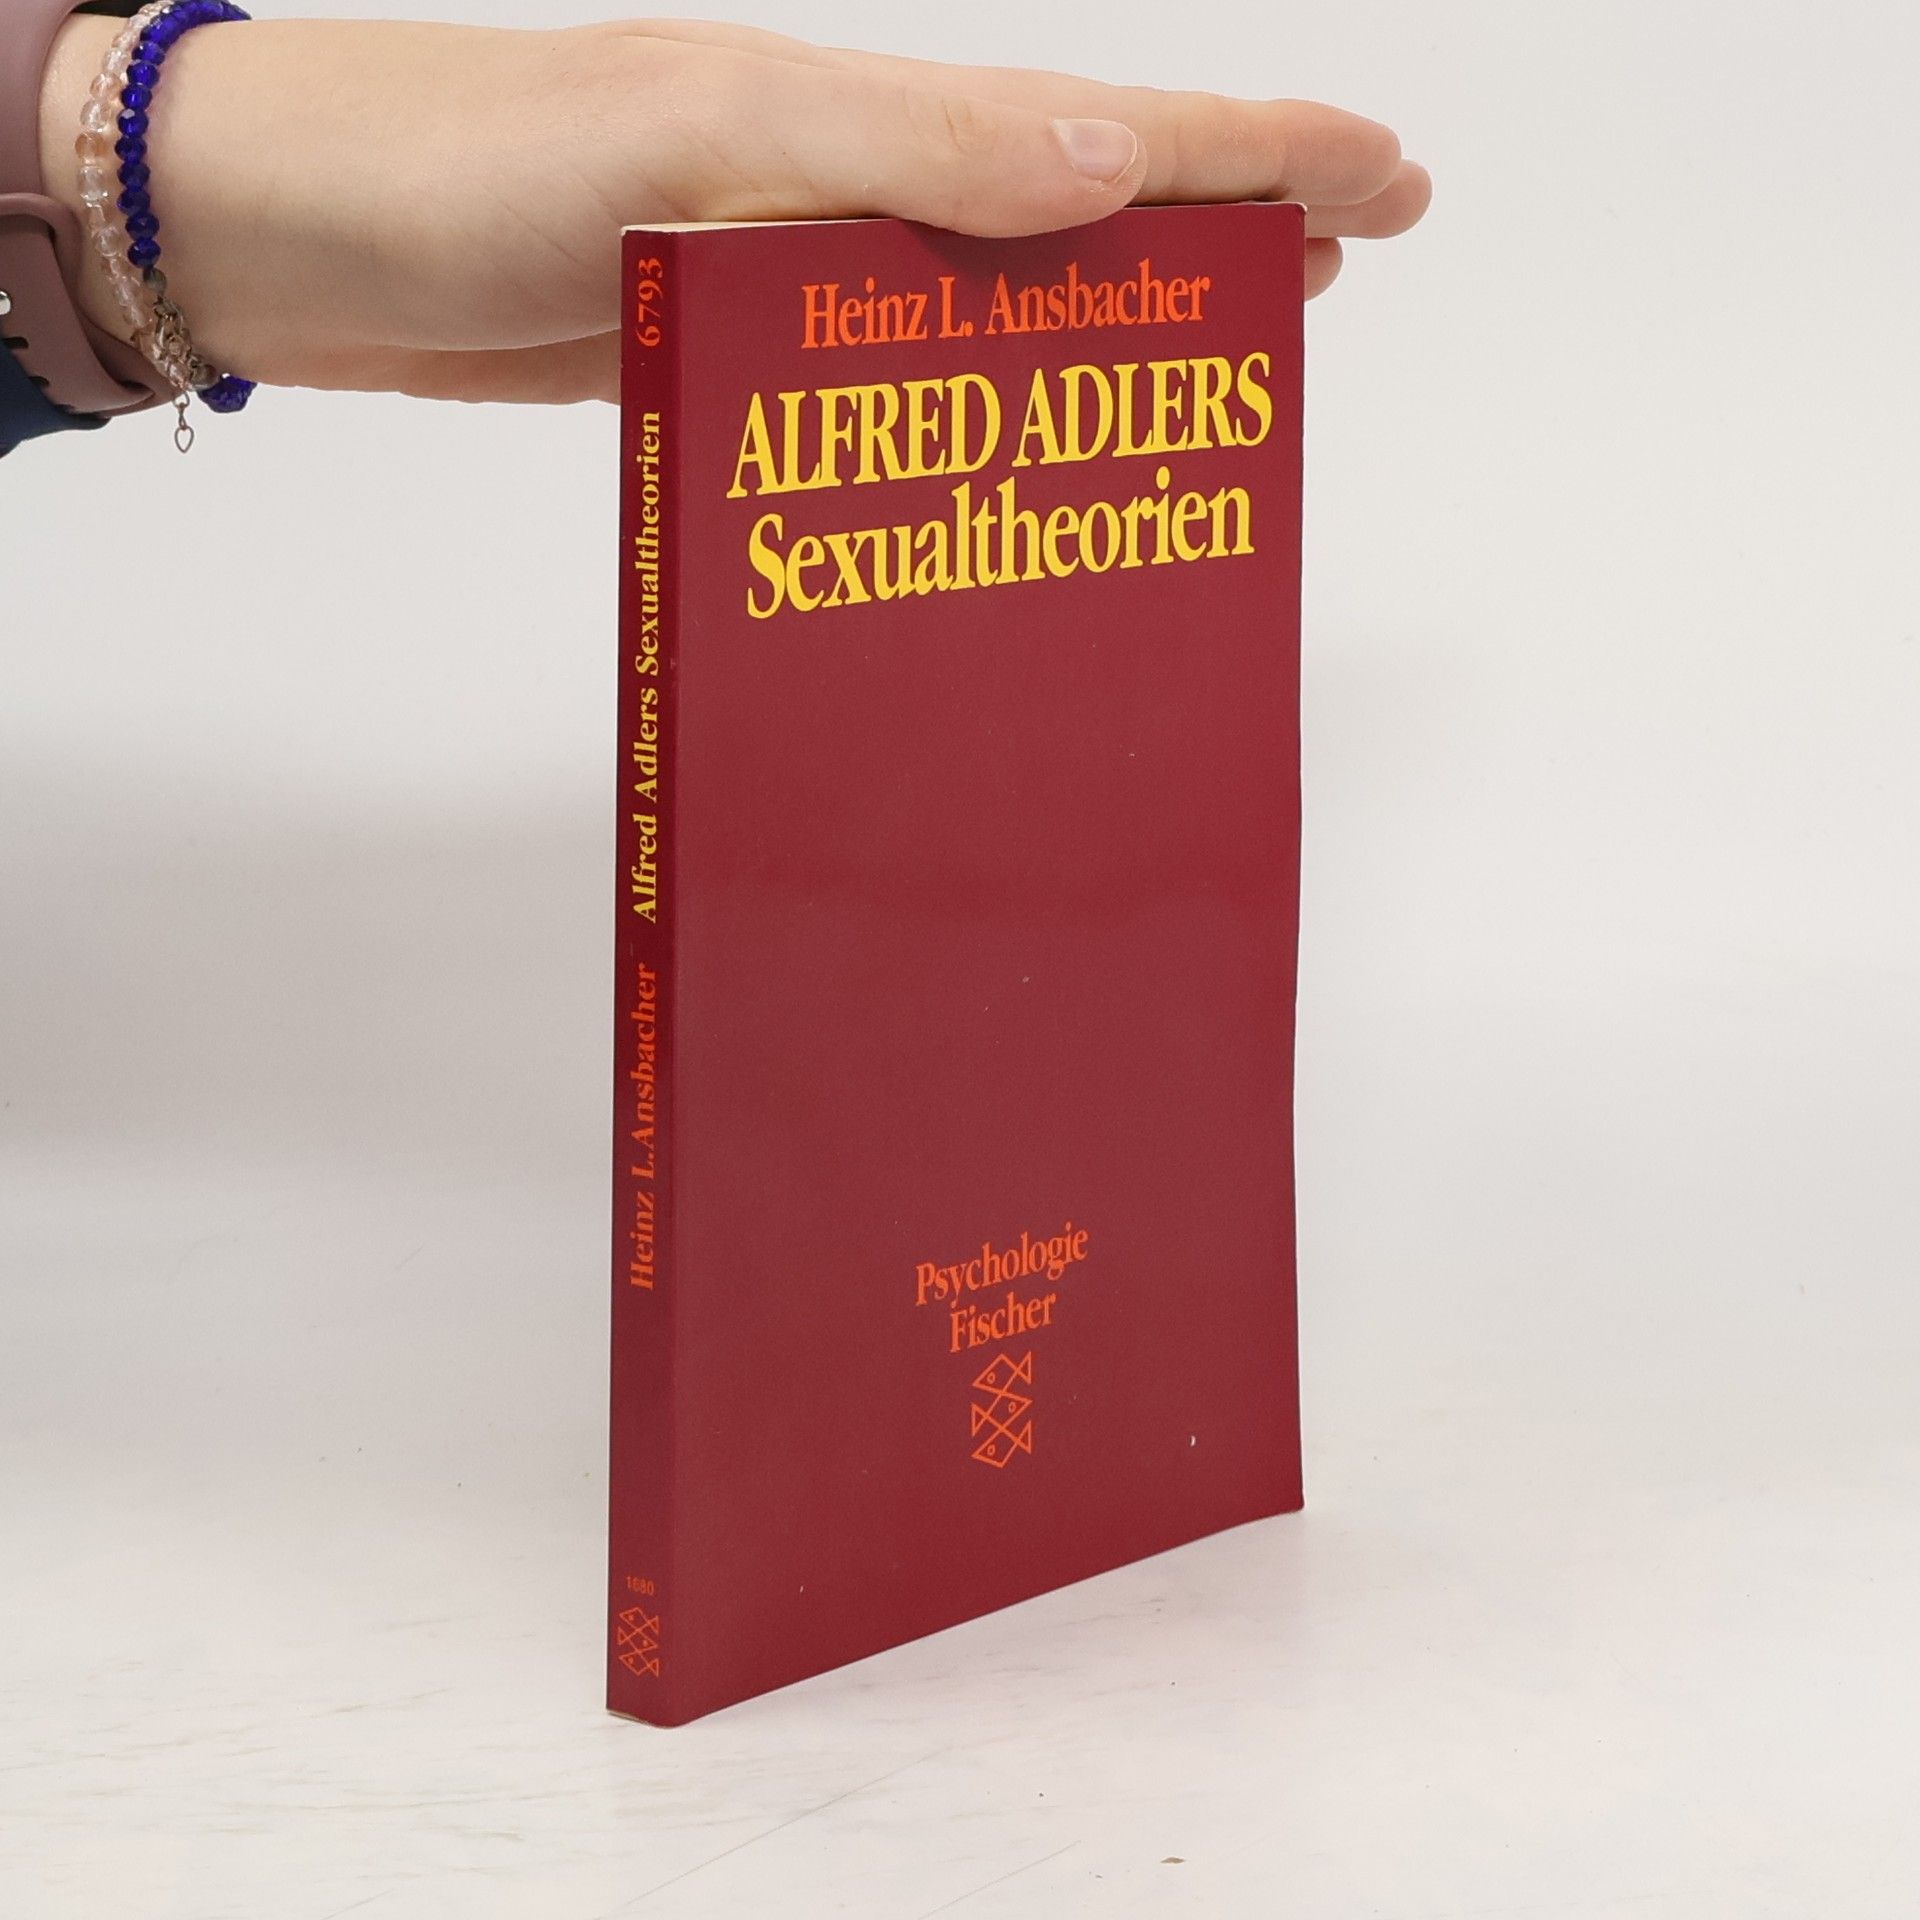 Heinz L. Ansbacher
ALFRED ADLERS
Sexualtheorien
Psychologie
Fischer
Heinz L. Ansbacher Alfred Adlers Sexualtheorien 6793
1680